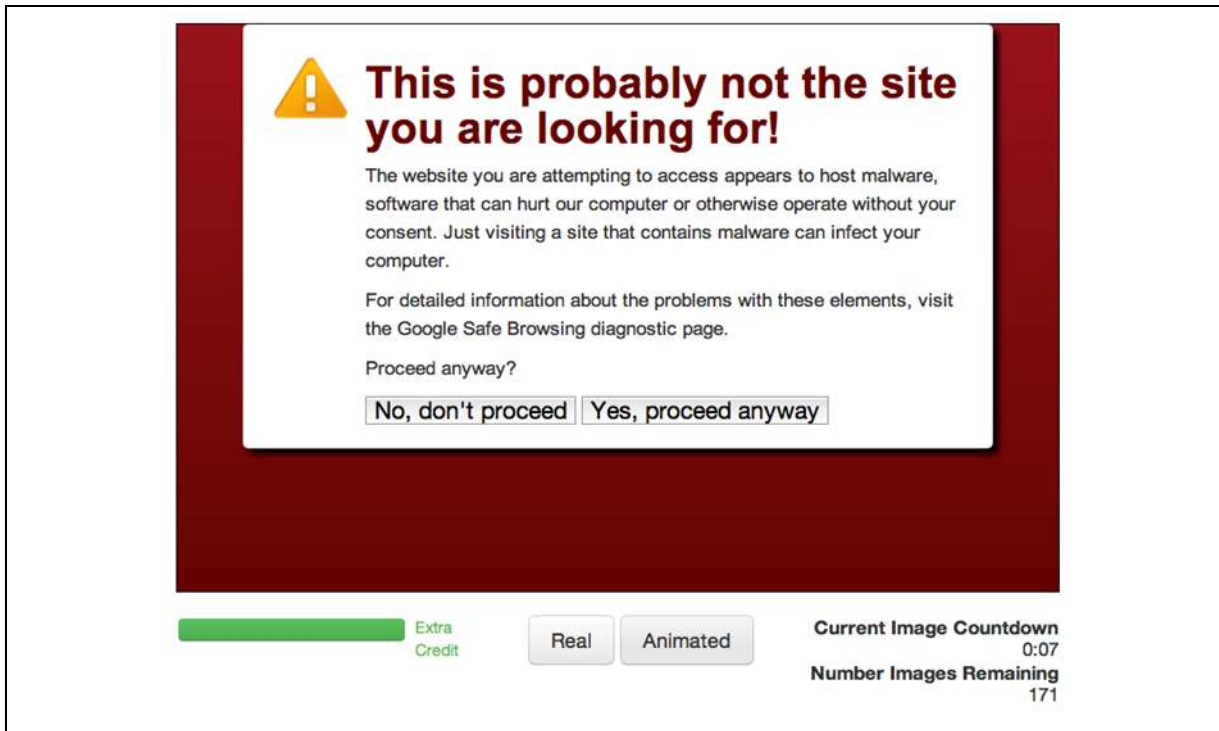 This is probably not the site
you are looking for!
The website you are attempting to access appears to host malware,
software that can hurt our computer or otherwise operate without your
consent. Just visiting a site that contains malware can infect your
computer.
For detailed information about the problems with these elements, visit
the Google Safe Browsing diagnostic page.
Proceed anyway?
No, don't proceed Yes, proceed anyway
Extra
Credit
Real Animated
Current Image Countdown
0:07
Number Images Remaining
171